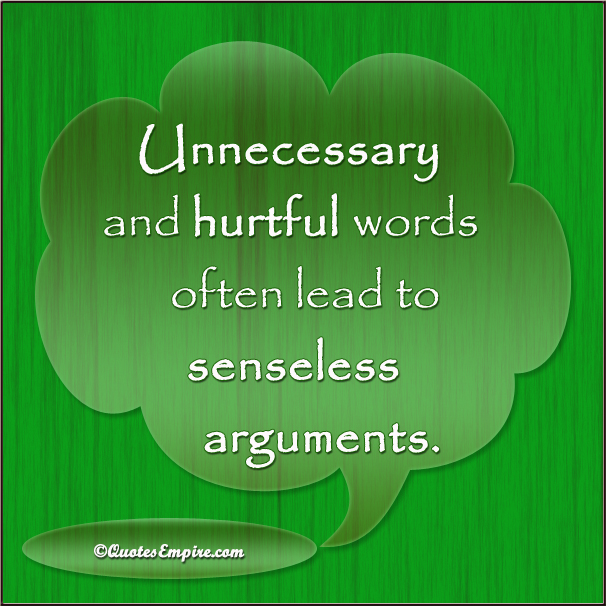 Unnecessary
and hurtful words
often lead to
senseless
arguments.
©QuotesEmpire.com